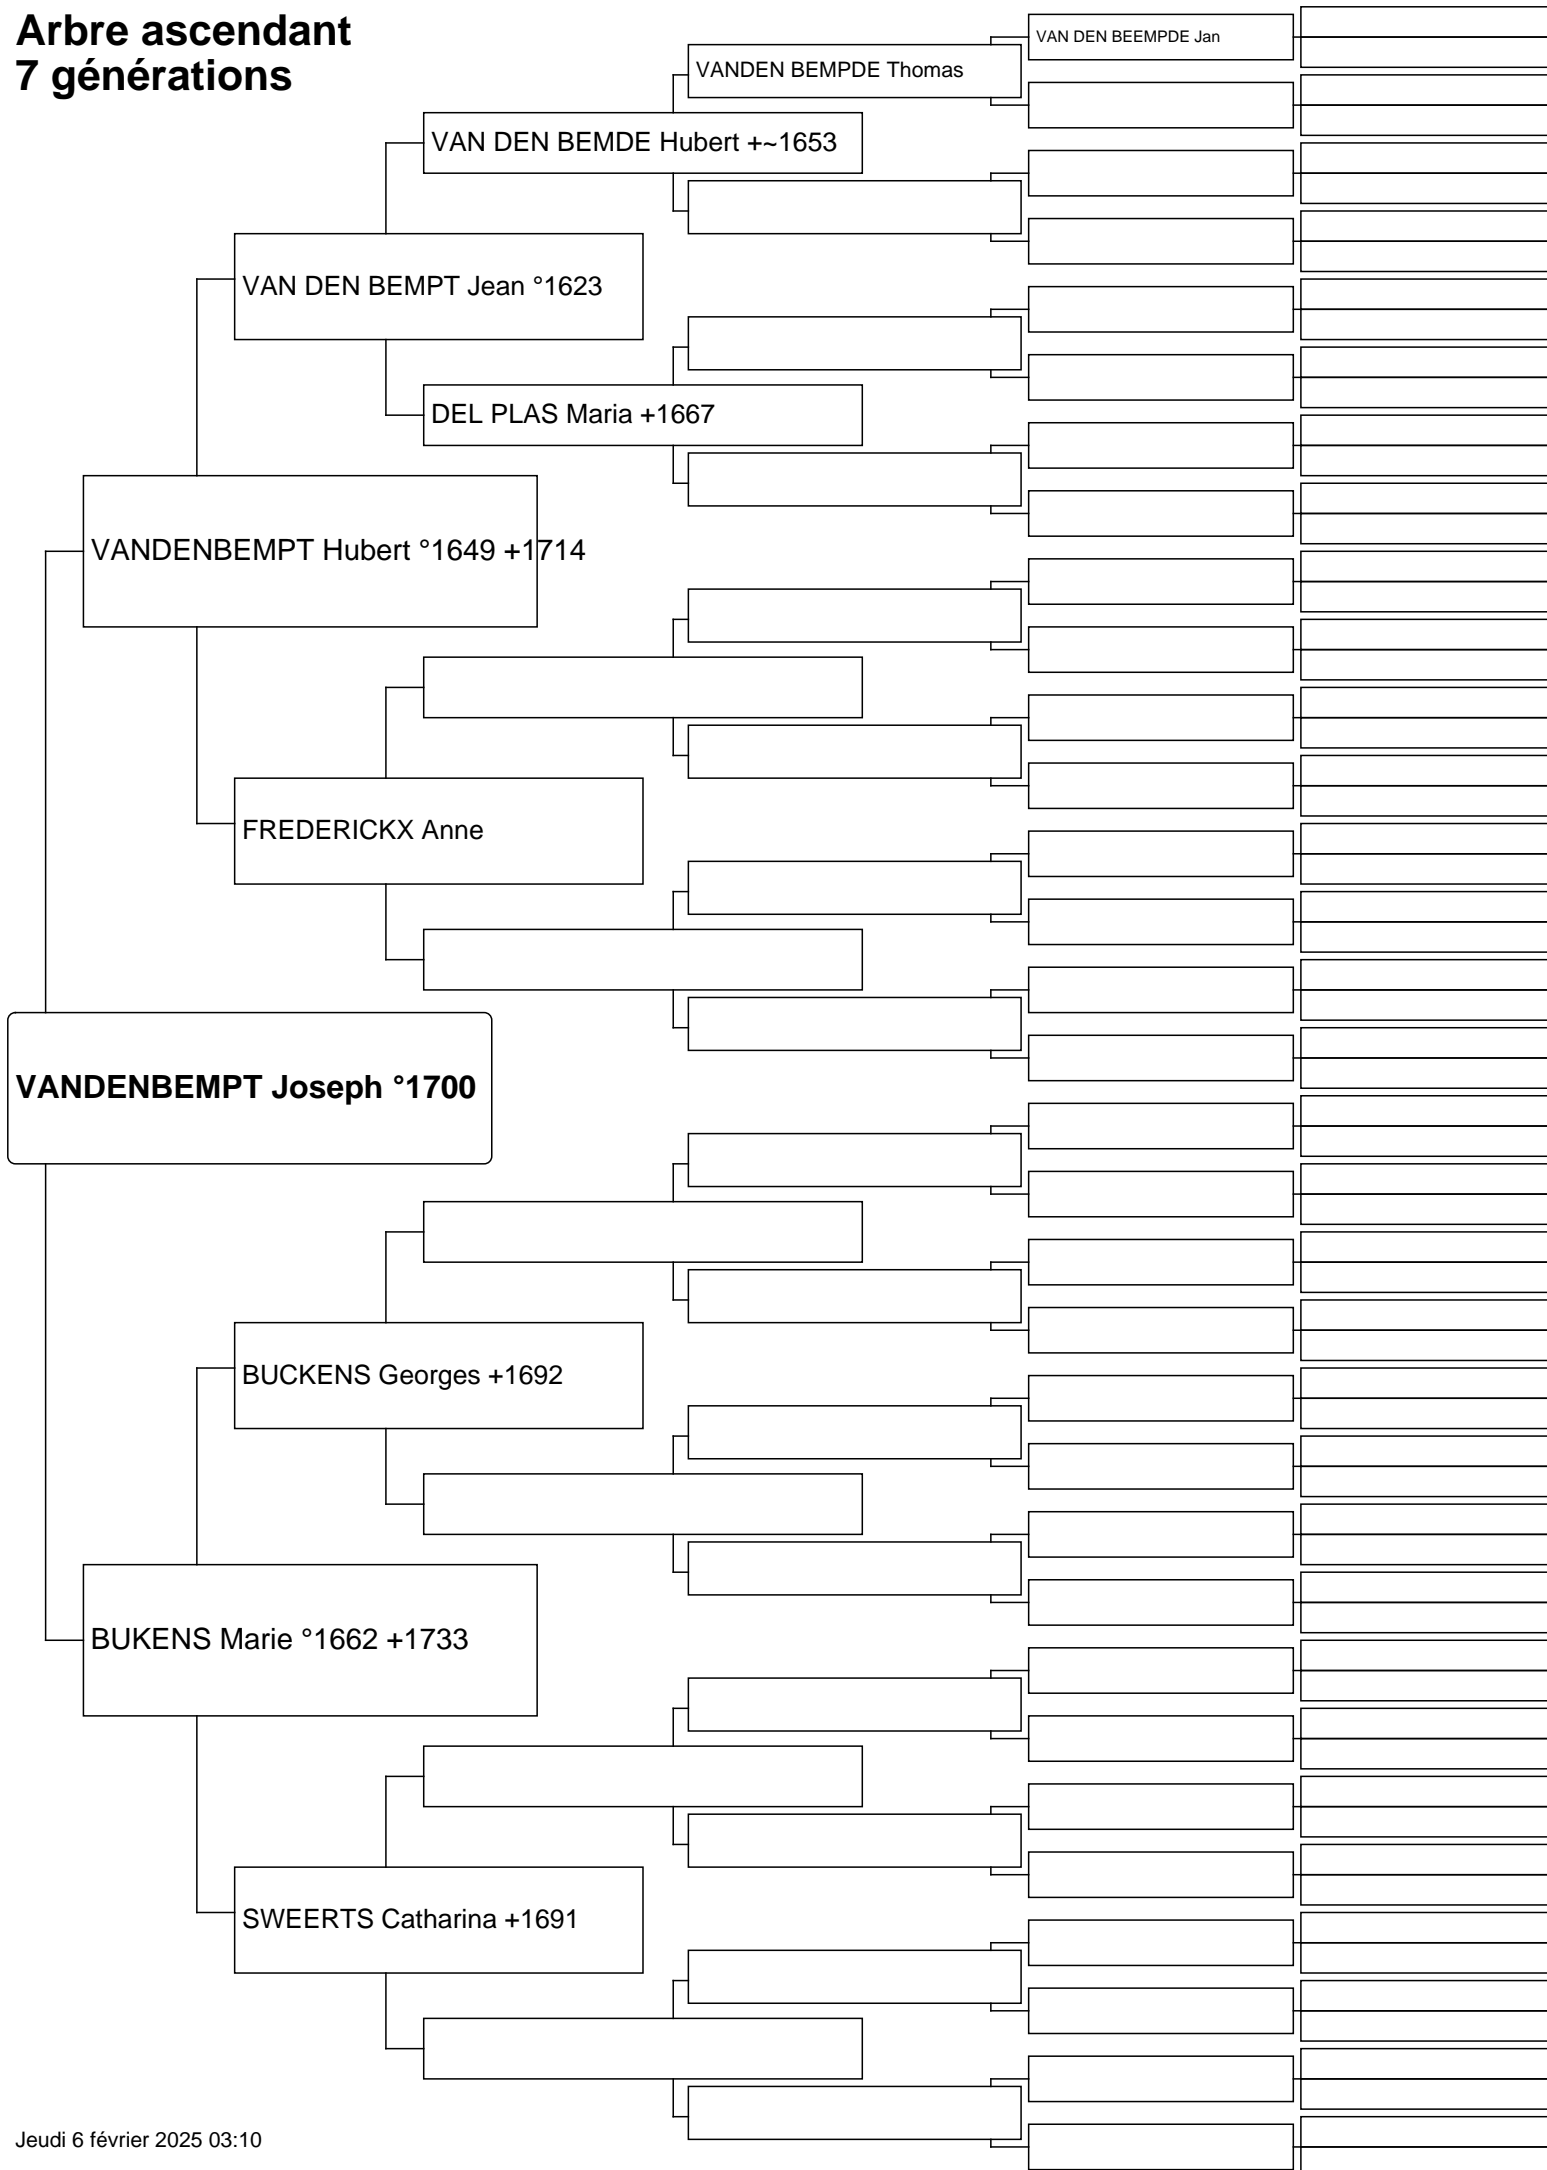 Arbre ascendant
7 générations
VAN DEN BEEMPDE Jan
VANDEN BEMPDE Thomas
VAN DEN BEMDE Hubert +~1653
VAN DEN BEMPT Jean °1623
DEL PLAS Maria +1667
VANDENBEMPT Hubert °1649 +1714
FREDERICKX Anne
VANDENBEMPT Joseph °1700
BUCKENS Georges +1692
BUKENS Marie °1662 +1733
SWEERTS Catharina +1691
Jeudi 6 février 2025 03:10